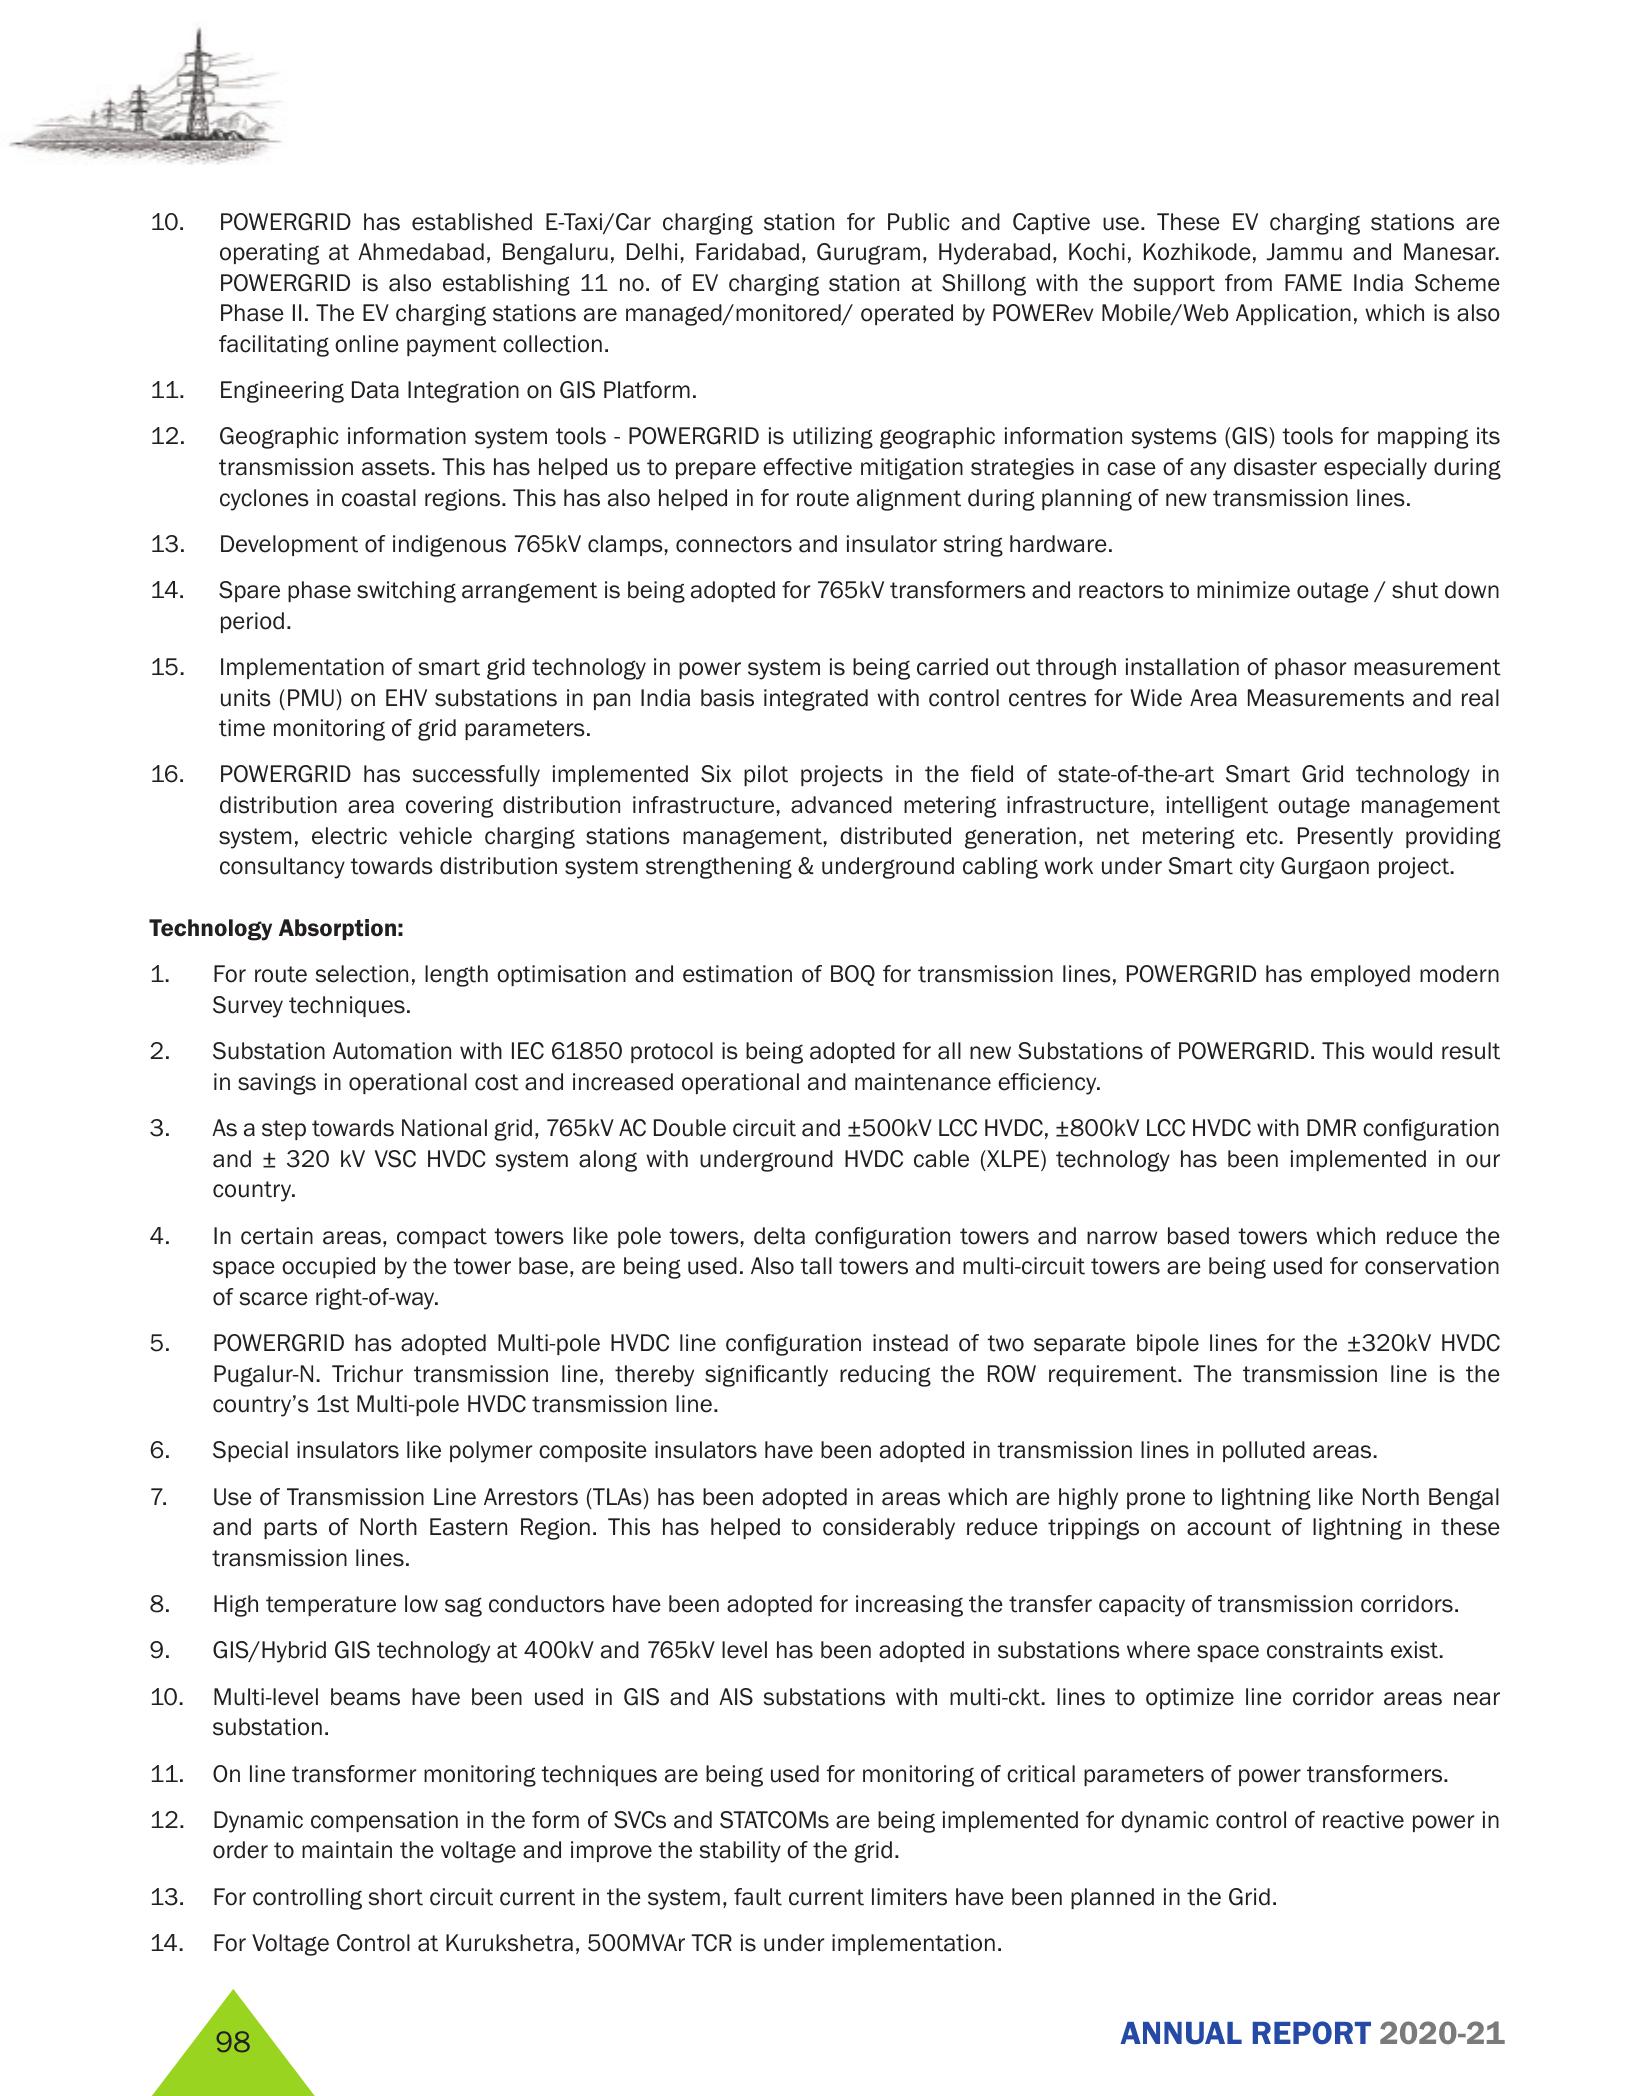 10. POWERGRID has established E-Taxi/Car charging station for Public and Captive use. These EV charging stations are
operating at Ahmedabad, Bengaluru, Delhi, Faridabad, Gurugram, Hyderabad, Kochi, Kozhikode, Jammu and Manesar.
POWERGRID is also establishing 11 no. of EV charging station at Shillong with the support from FAME India Scheme
Phase II. The EV charging stations are managed/monitored/ operated by POWERev Mobile/Web Application, which is also
facilitating online payment collection.
11. Engineering Data Integration on GIS Platform.
12. Geographic information system tools - POWERGRID is utilizing geographic information systems (GIS) tools for mapping its
transmission assets. This has helped us to prepare effective mitigation strategies in case of any disaster especially during
cyclones in coastal regions. This has also helped in for route alignment during planning of new transmission lines.
13. Development of indigenous 765kV clamps, connectors and insulator string hardware.
14. Spare phase switching arrangement is being adopted for 765kV transformers and reactors to minimize outage / shut down
period.
15. Implementation of smart grid technology in power system is being carried out through installation of phasor measurement
units (PMU) on EHV substations in pan India basis integrated with control centres for Wide Area Measurements and real
time monitoring of grid parameters.
16. POWERGRID has successfully implemented Six pilot projects in the field of state-of-the-art Smart Grid technology in
distribution area covering distribution infrastructure, advanced metering infrastructure, intelligent outage management
system, electric vehicle charging stations management, distributed generation, net metering etc. Presently providing
consultancy towards distribution system strengthening & underground cabling work under Smart city Gurgaon project.
Technology Absorption:
1. For route selection, length optimisation and estimation of BOQ for transmission lines, POWERGRID has employed modern
Survey techniques.
2. Substation Automation with IEC 61850 protocol is being adopted for all new Substations of POWERGRID. This would result
in savings in operational cost and increased operational and maintenance efficiency.
3. As a step towards National grid, 765kV AC Double circuit and ±500kV LCC HVDC, ±800kV LCC HVDC with DMR configuration
and ± 320 kV VSC HVDC system along with underground HVDC cable (XLPE) technology has been implemented in our
country.
4. In certain areas, compact towers like pole towers, delta configuration towers and narrow based towers which reduce the
space occupied by the tower base, are being used. Also tall towers and multi-circuit towers are being used for conservation
of scarce right-of-way.
5. POWERGRID has adopted Multi-pole HVDC line configuration instead of two separate bipole lines for the ±320kV HVDC
Pugalur-N. Trichur transmission line, thereby significantly reducing the ROW requirement. The transmission line is the
country's 1st Multi-pole HVDC transmission line.
6. Special insulators like polymer composite insulators have been adopted in transmission lines in polluted areas.
7. Use of Transmission Line Arrestors (TLAs) has been adopted in areas which are highly prone to lightning like North Bengal
and parts of North Eastern Region. This has helped to considerably reduce trippings on account of lightning in these
transmission lines.
8. High temperature low sag conductors have been adopted for increasing the transfer capacity of transmission corridors.
9. GIS/Hybrid GIS technology at 400kV and 765kV level has been adopted in substations where space constraints exist.
10. Multi-level beams have been used in GIS and AIS substations with multi-ckt. lines to optimize line corridor areas near
substation.
11. On line transformer monitoring techniques are being used for monitoring of critical parameters of power transformers.
12. Dynamic compensation in the form of SVCs and STATCOMs are being implemented for dynamic control of reactive power in
order to maintain the voltage and improve the stability of the grid.
13. For controlling short circuit current in the system, fault current limiters have been planned in the Grid.
14. For Voltage Control at Kurukshetra, 500MVAr TCR is under implementation.
98
ANNUAL REPORT 2020-21